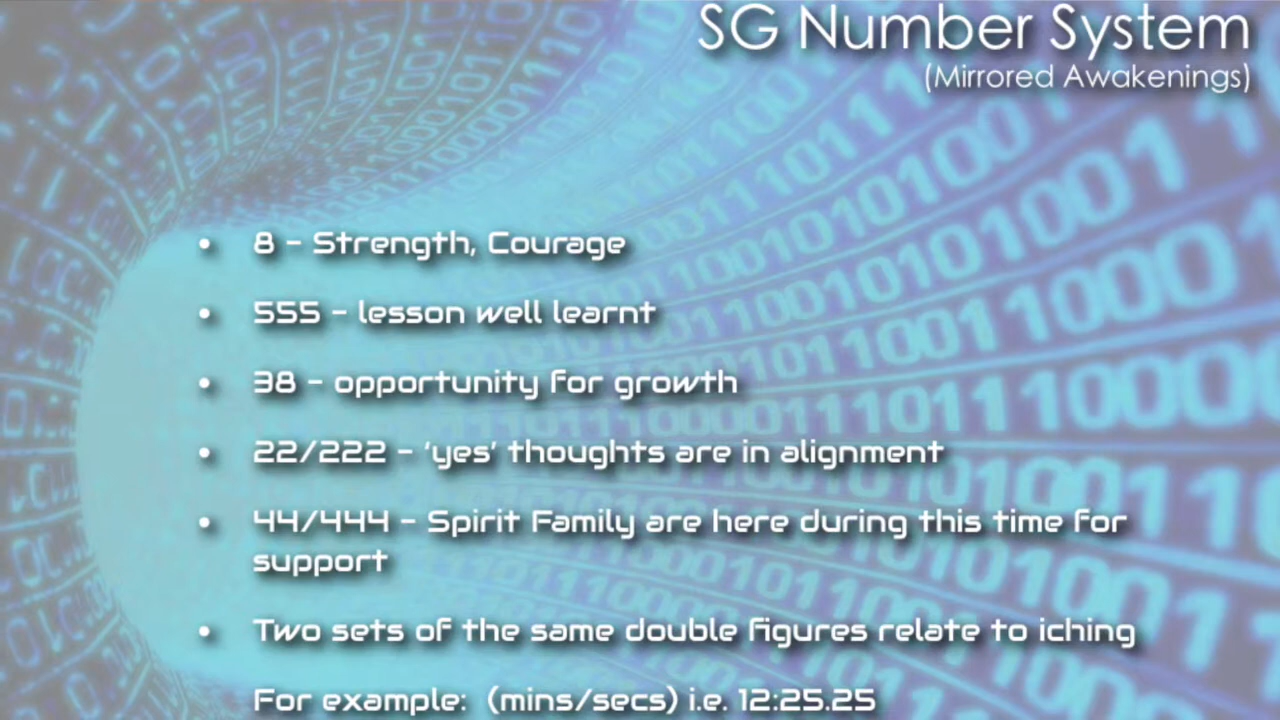 SG Number System
(Mirrored Awakenings)
• 8 – Strength, Courage
• 555 – lesson well learnt
• 38 – opportunity for growth
• 22/222 – ‘yes’ thoughts are in alignment
• 44/444 – Spirit Family are here during this time for
support
• Two sets of the same double figures relate to iching
For example: (mins/secs) i.e. 12:25.25